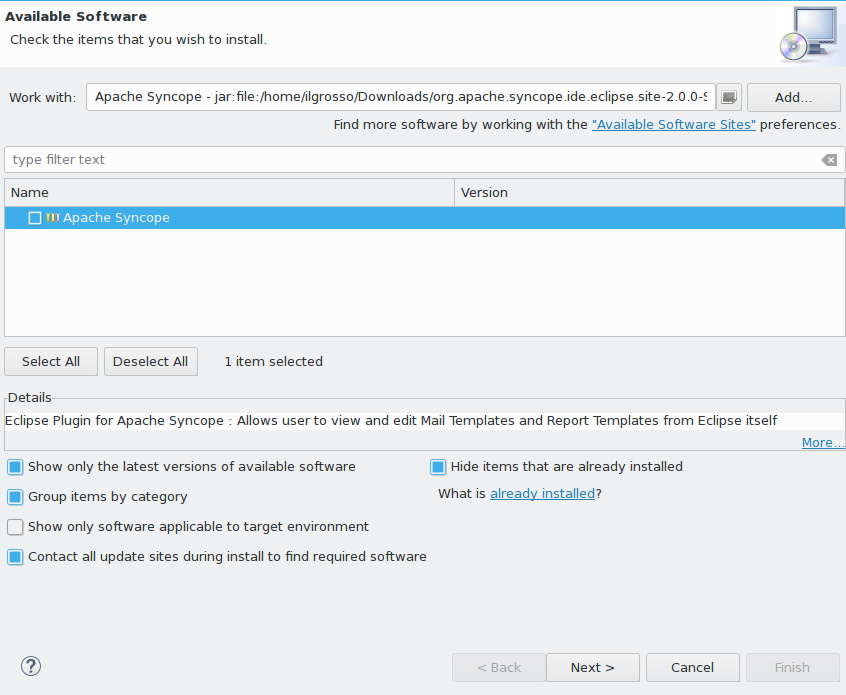 Available Software
Check the items that you wish to install.
Work with: Apache Syncope - jar:file:/home/ilgrosso/Downloads/org.apache.syncope.ide.eclipse.site-2.0.0-S Add...
Find more software by working with the "Available Software Sites" preferences.
type filter text
Name Version
Apache Syncope
Select All Deselect All 1 item selected
Details
Eclipse Plugin for Apache Syncope : Allows user to view and edit Mail Templates and Report Templates from Eclipse itself
More...
Show only the latest versions of available software Hide items that are already installed
Group items by category What is already installed?
Show only software applicable to target environment
Contact all update sites during install to find required software
? < Back Next > Cancel Finish